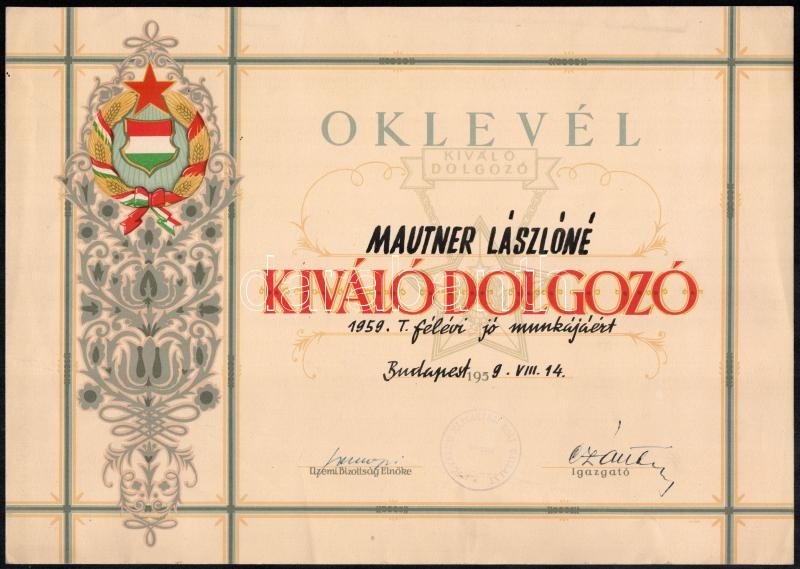 OKLEVÉL
KIVÁLÓ
DOLGOZÓ
MAUTNER LÁSZLÓNÉ
KIVÁLÓ DOLGOZÓ
1959. I. félévi jó munkájáért
Budapest, 1959. VIII. 14.
Üzemi Bizottság Elnöke
Igazgató